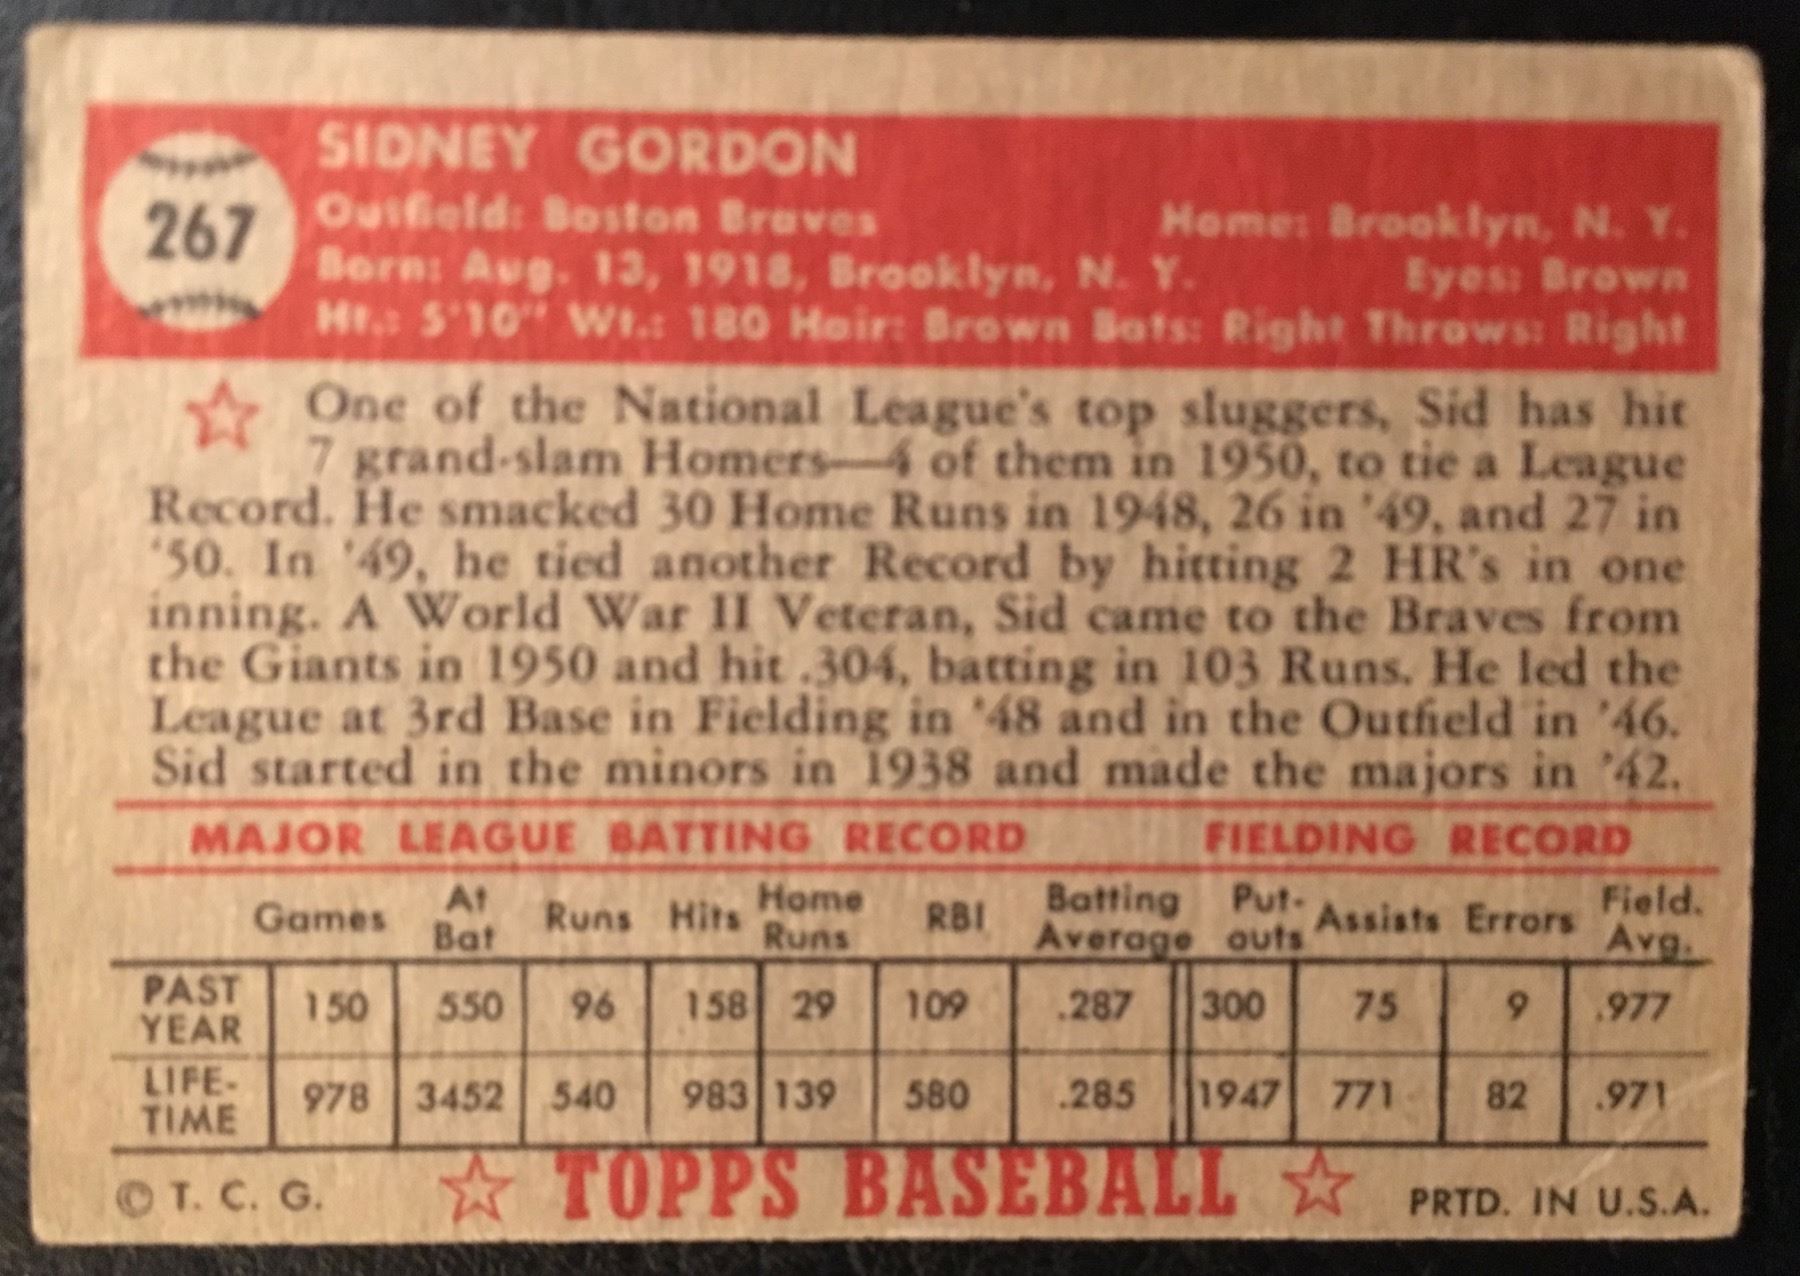 267
SIDNEY GORDON
Outfield: Boston Braves Home: Brooklyn, N. Y.
Born: Aug. 13, 1918, Brooklyn, N. Y. Eyes: Brown
Ht.: 5'10" Wt.: 180 Hair: Brown Bats: Right Throws: Right
One of the National League's top sluggers, Sid has hit
7 grand-slam Homers—4 of them in 1950, to tie a League
Record. He smacked 30 Home Runs in 1948, 26 in '49, and 27 in
'50. In '49, he tied another Record by hitting 2 HR's in one
inning. A World War II Veteran, Sid came to the Braves from
the Giants in 1950 and hit .304, batting in 103 Runs. He led the
League at 3rd Base in Fielding in '48 and in the Outfield in '46.
Sid started in the minors in 1938 and made the majors in '42.
MAJOR LEAGUE BATTING RECORD FIELDING RECORD
Games At Bat Runs Hits Home Runs RBI Batting Average Put-outs Assists Errors Field. Avg.
PAST YEAR 150 550 96 158 29 109 .287 300 75 9 .977
LIFE-TIME 978 3452 540 983 139 580 .285 1947 771 82 .971
© T. C. G. TOPPS BASEBALL PRTD. IN U.S.A.